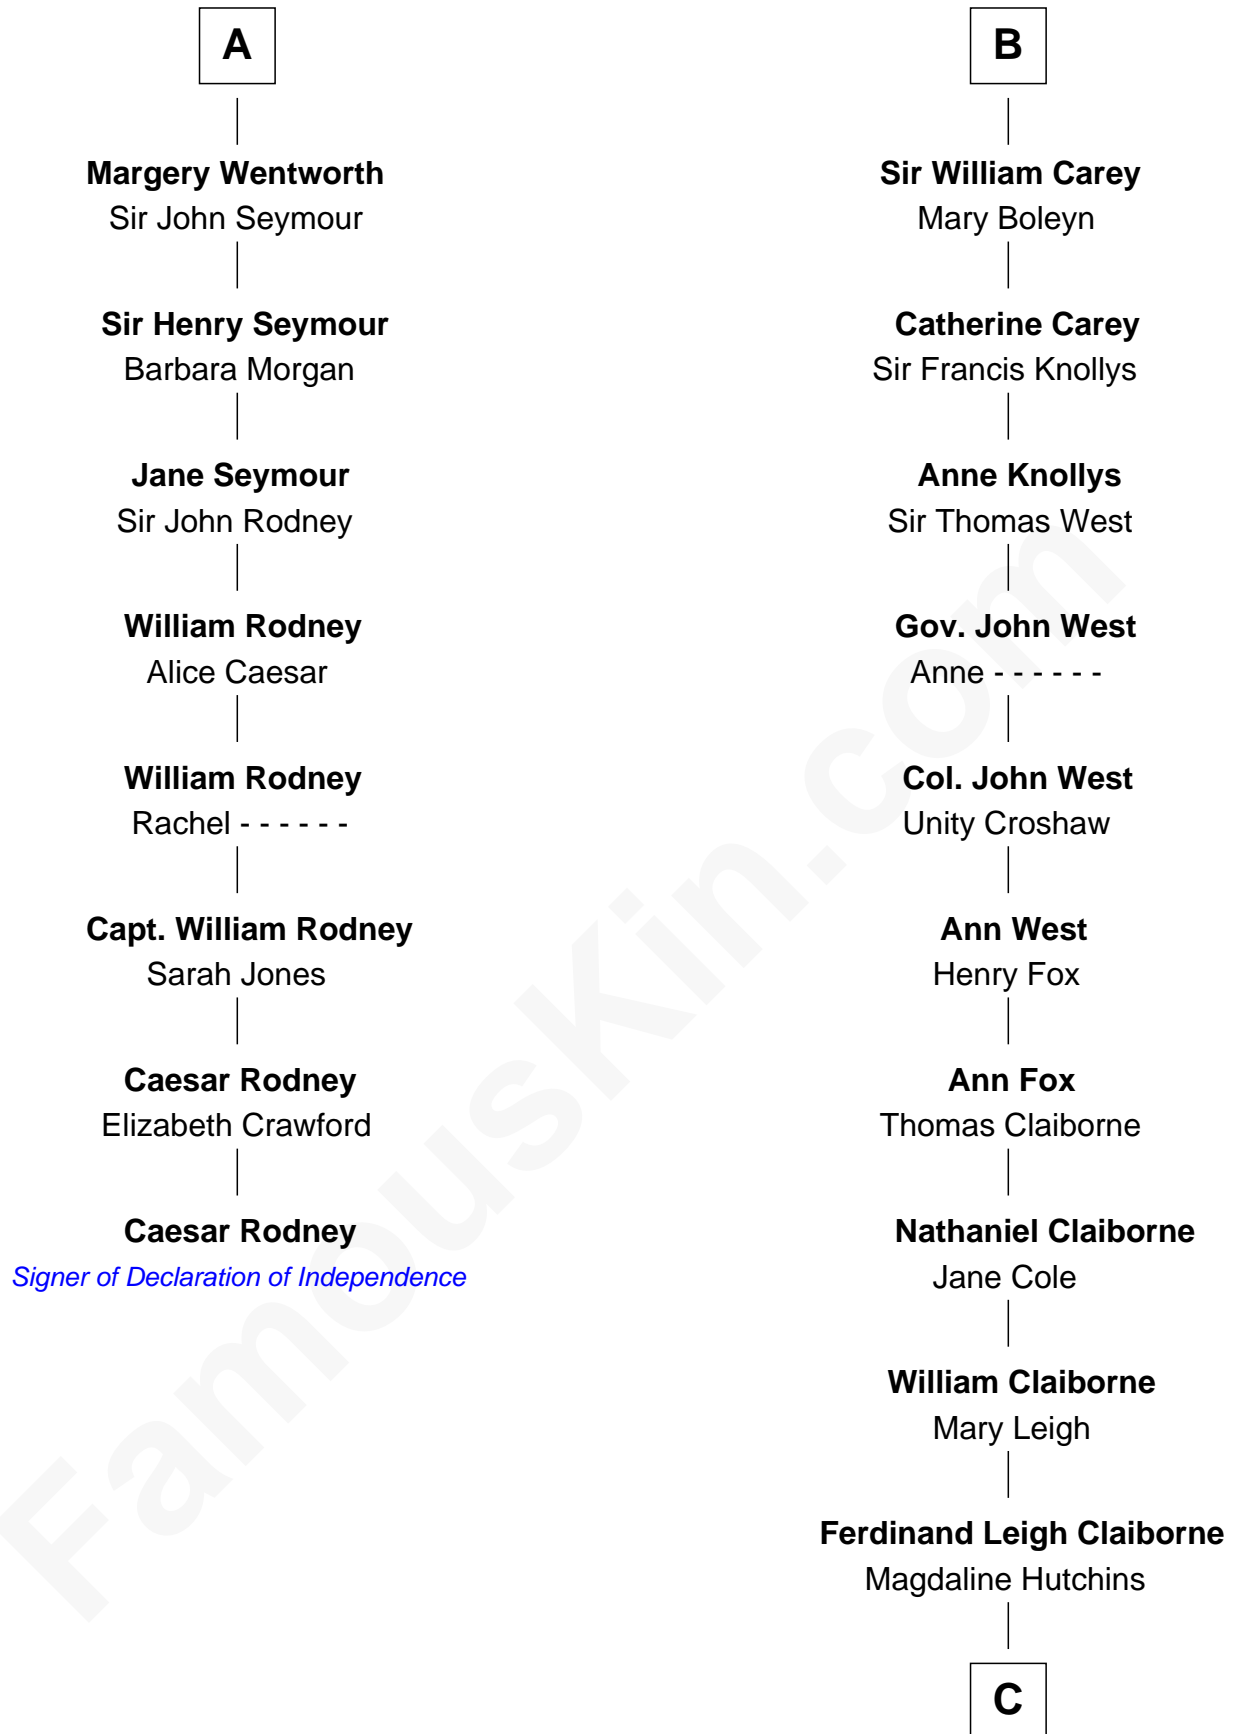 A
Margery Wentworth
Sir John Seymour
Sir Henry Seymour
Barbara Morgan
Jane Seymour
Sir John Rodney
William Rodney
Alice Caesar
William Rodney
Rachel - - - - - -
Capt. William Rodney
Sarah Jones
Caesar Rodney
Elizabeth Crawford
Caesar Rodney
Signer of Declaration of Independence
B
Sir William Carey
Mary Boleyn
Catherine Carey
Sir Francis Knollys
Anne Knollys
Sir Thomas West
Gov. John West
Anne - - - - - -
Col. John West
Unity Croshaw
Ann West
Henry Fox
Ann Fox
Thomas Claiborne
Nathaniel Claiborne
Jane Cole
William Claiborne
Mary Leigh
Ferdinand Leigh Claiborne
Magdaline Hutchins
C
FamousKin.com